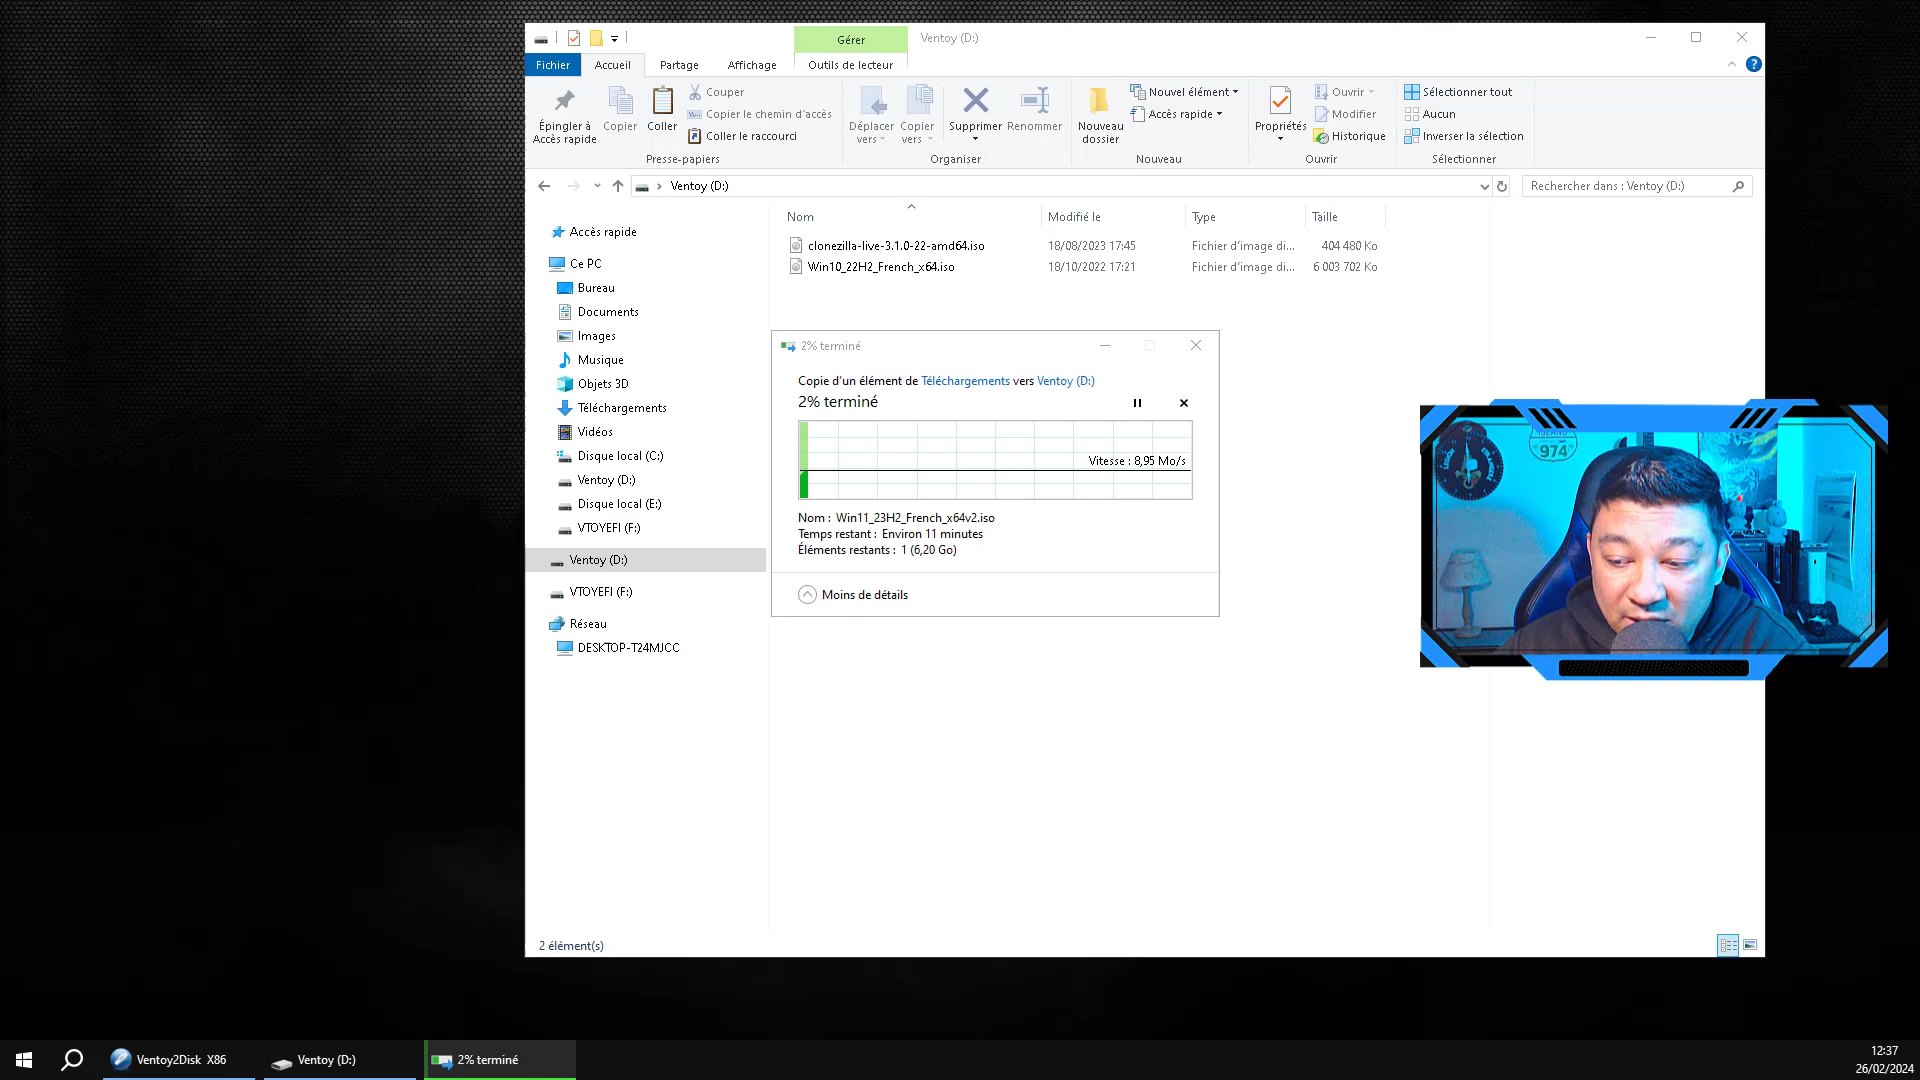 Gérer
Ventoy (D:)
Fichier
Accueil
Partage
Affichage
Outils de lecteur
Épingler à
Accès rapide
Copier
Coller
Couper
Copier le chemin d'accès
Coller le raccourci
Presse-papiers
Déplacer
vers
Copier
vers
Supprimer
Renommer
Organiser
Nouveau
dossier
Nouvel élément
Accès rapide
Nouveau
Propriétés
Ouvrir
Modifier
Historique
Ouvrir
Sélectionner tout
Aucun
Inverser la sélection
Sélectionner
Ventoy (D:)
Rechercher dans : Ventoy (D:)
Nom
Modifié le
Type
Taille
clonezilla-live-3.1.0-22-amd64.iso
18/08/2023 17:45
Fichier d'image di...
404 480 Ko
Win10_22H2_French_x64.iso
18/10/2022 17:21
Fichier d'image di...
6 003 702 Ko
Accès rapide
Ce PC
Bureau
Documents
Images
Musique
Objets 3D
Téléchargements
Vidéos
Disque local (C:)
Ventoy (D:)
Disque local (E:)
VTOYEFI (F:)
Ventoy (D:)
VTOYEFI (F:)
Réseau
DESKTOP-T24MJCC
2% terminé
Copie d'un élément de Téléchargements vers Ventoy (D:)
2% terminé
Vitesse : 8,95 Mo/s
Nom : Win11_23H2_French_x64v2.iso
Temps restant : Environ 11 minutes
Éléments restants : 1 (6,20 Go)
Moins de détails
974
2 élément(s)
Ventoy2Disk X86
Ventoy (D:)
2% terminé
12:37
26/02/2024